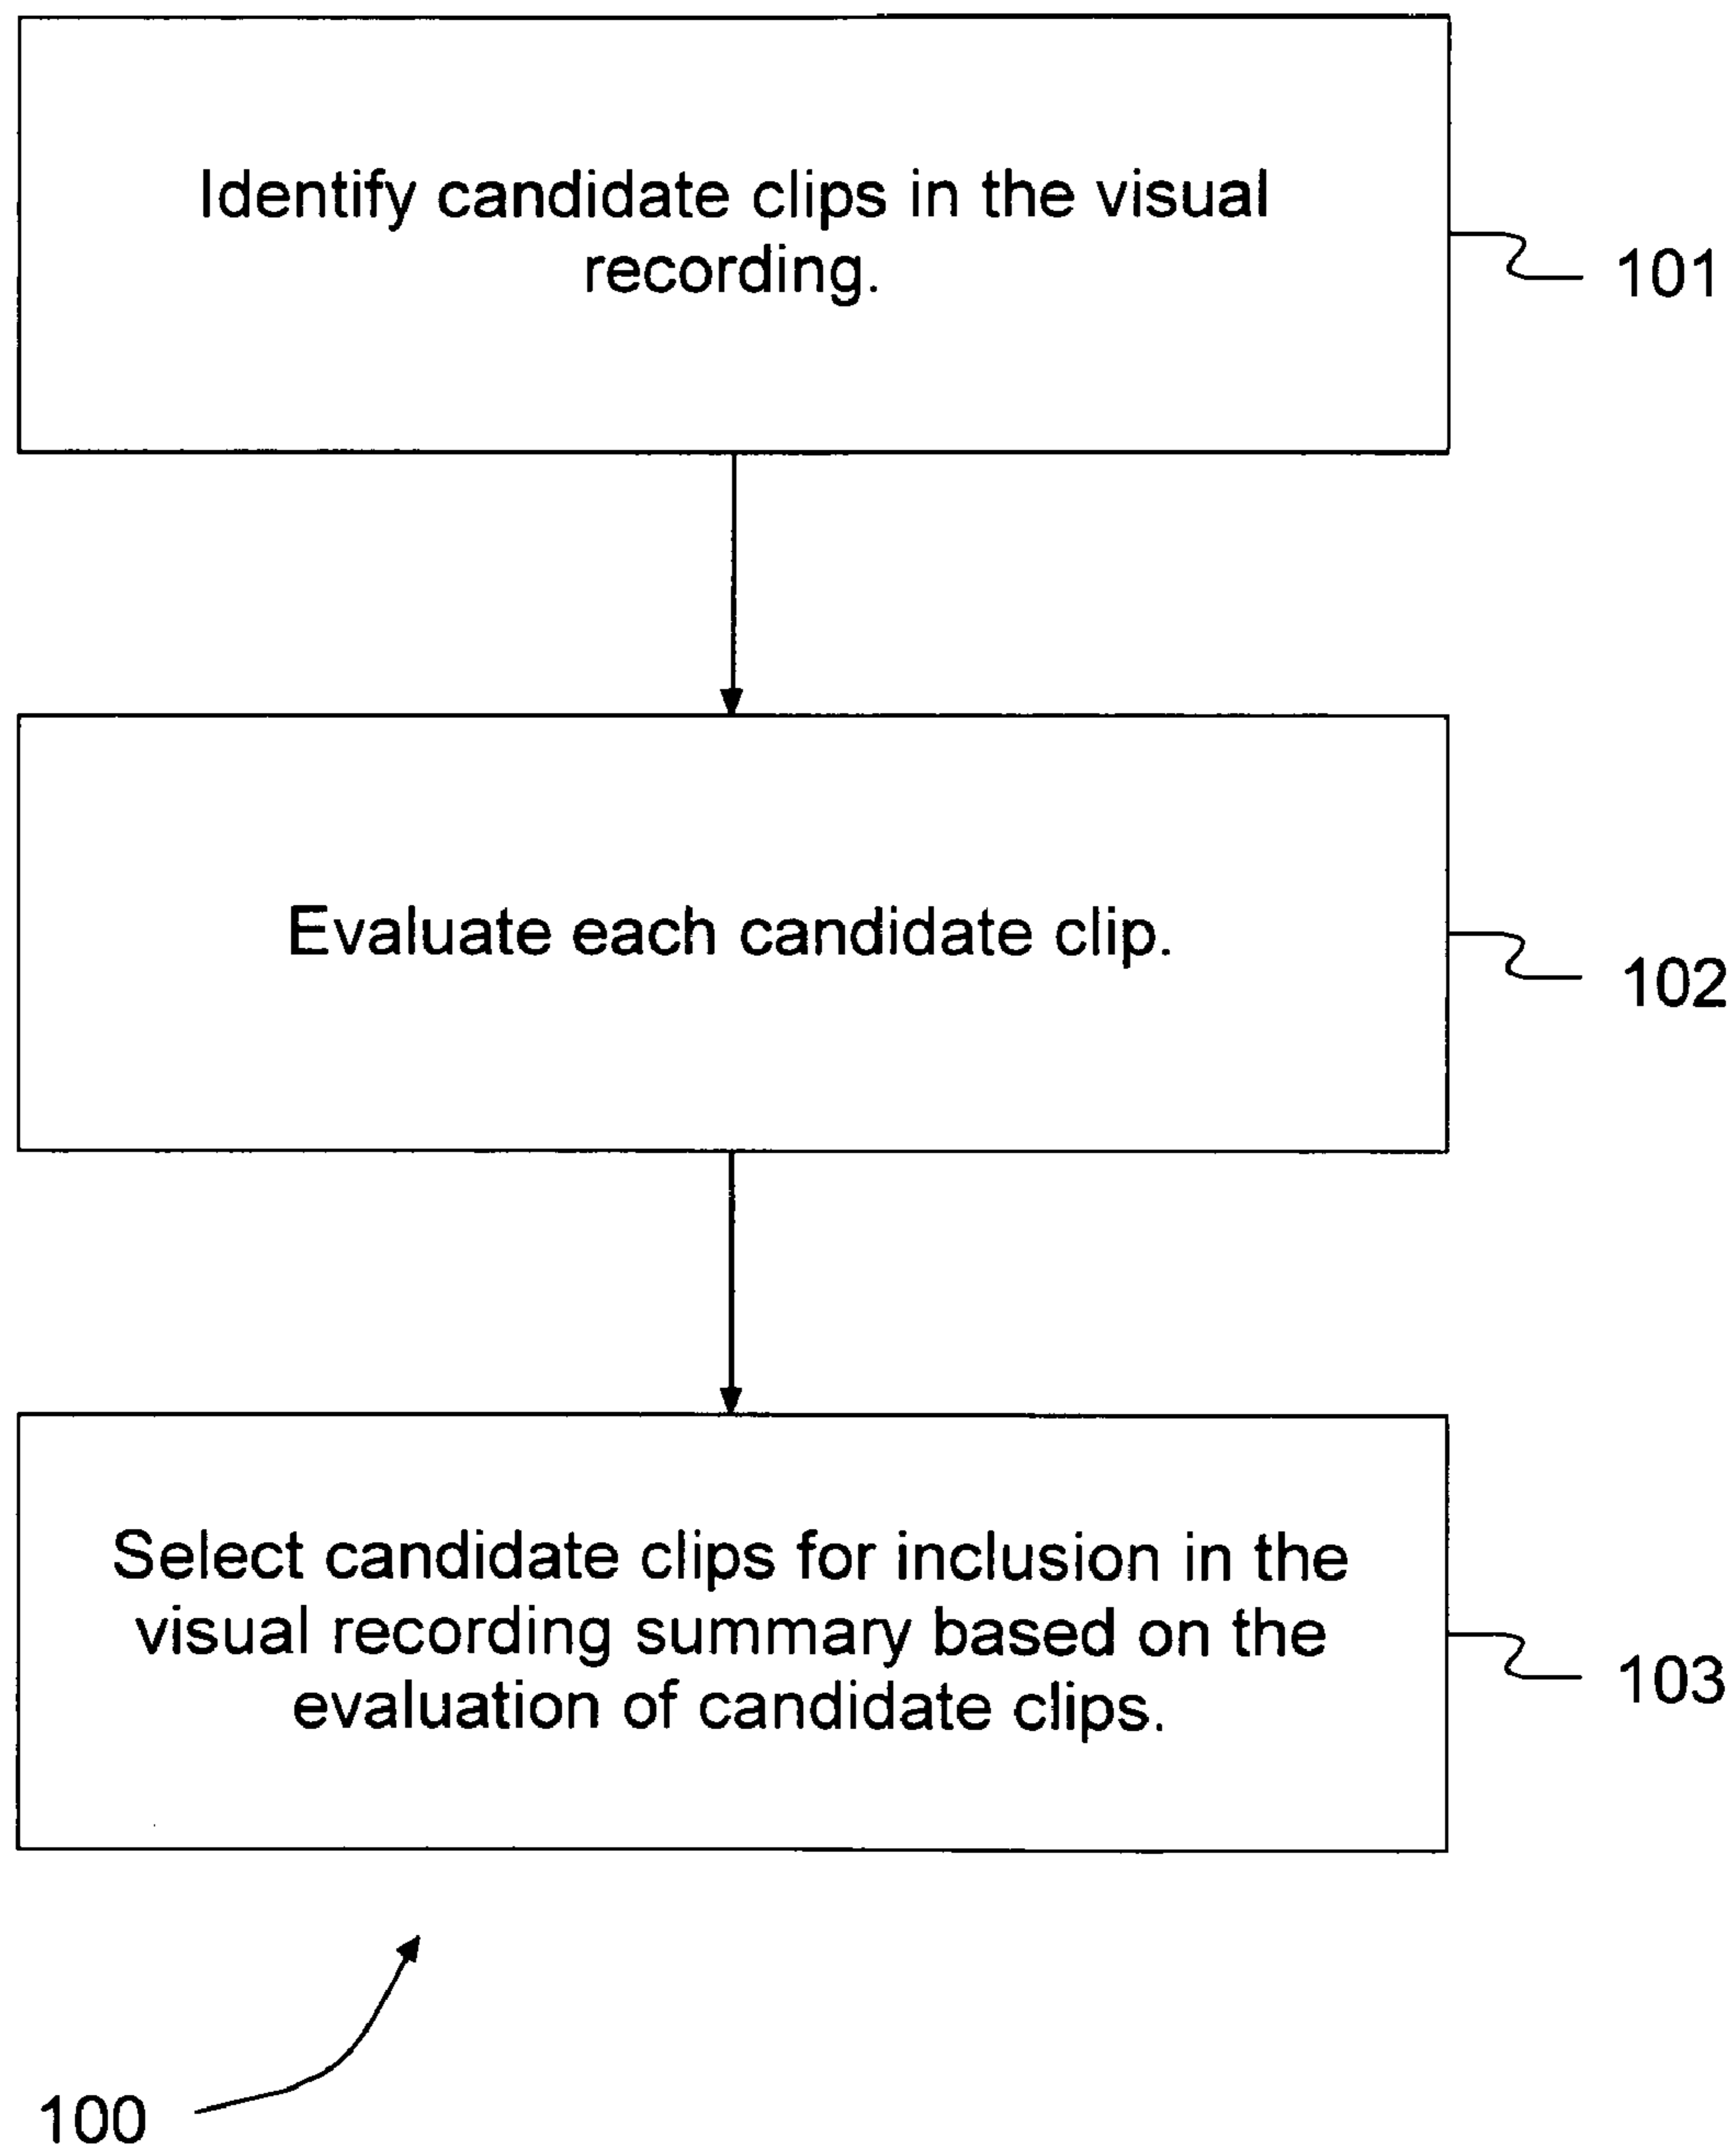 Identify candidate clips in the visual
recording.
101
Evaluate each candidate clip.
102
Select candidate clips for inclusion in the
visual recording summary based on the
evaluation of candidate clips.
103
100